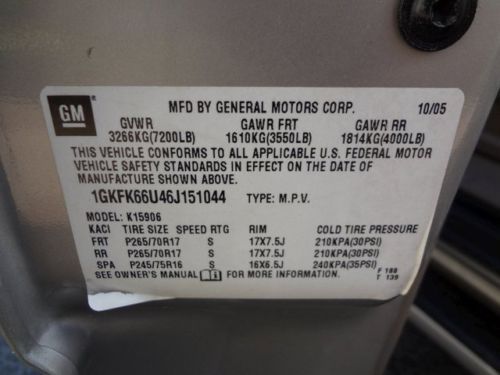 GM
MFD BY GENERAL MOTORS CORP. 10/05
GVWR GAWR FRT GAWR RR
3266KG(7200LB) 1610KG(3550LB) 1814KG(4000LB)
THIS VEHICLE CONFORMS TO ALL APPLICABLE U.S. FEDERAL MOTOR
VEHICLE SAFETY STANDARDS IN EFFECT ON THE DATE OF
MANUFACTURE SHOWN ABOVE.
1GKFK66U46J151044 TYPE: M.P.V.
MODEL: K15906
KACI TIRE SIZE SPEED RTG RIM COLD TIRE PRESSURE
FRT P265/70R17 S 17X7.5J 210KPA(30PSI)
RR P265/70R17 S 17X7.5J 210KPA(30PSI)
SPA P245/75R16 S 16X6.5J 240KPA(35PSI)
SEE OWNER'S MANUAL FOR MORE INFORMATION. F 188
T 139